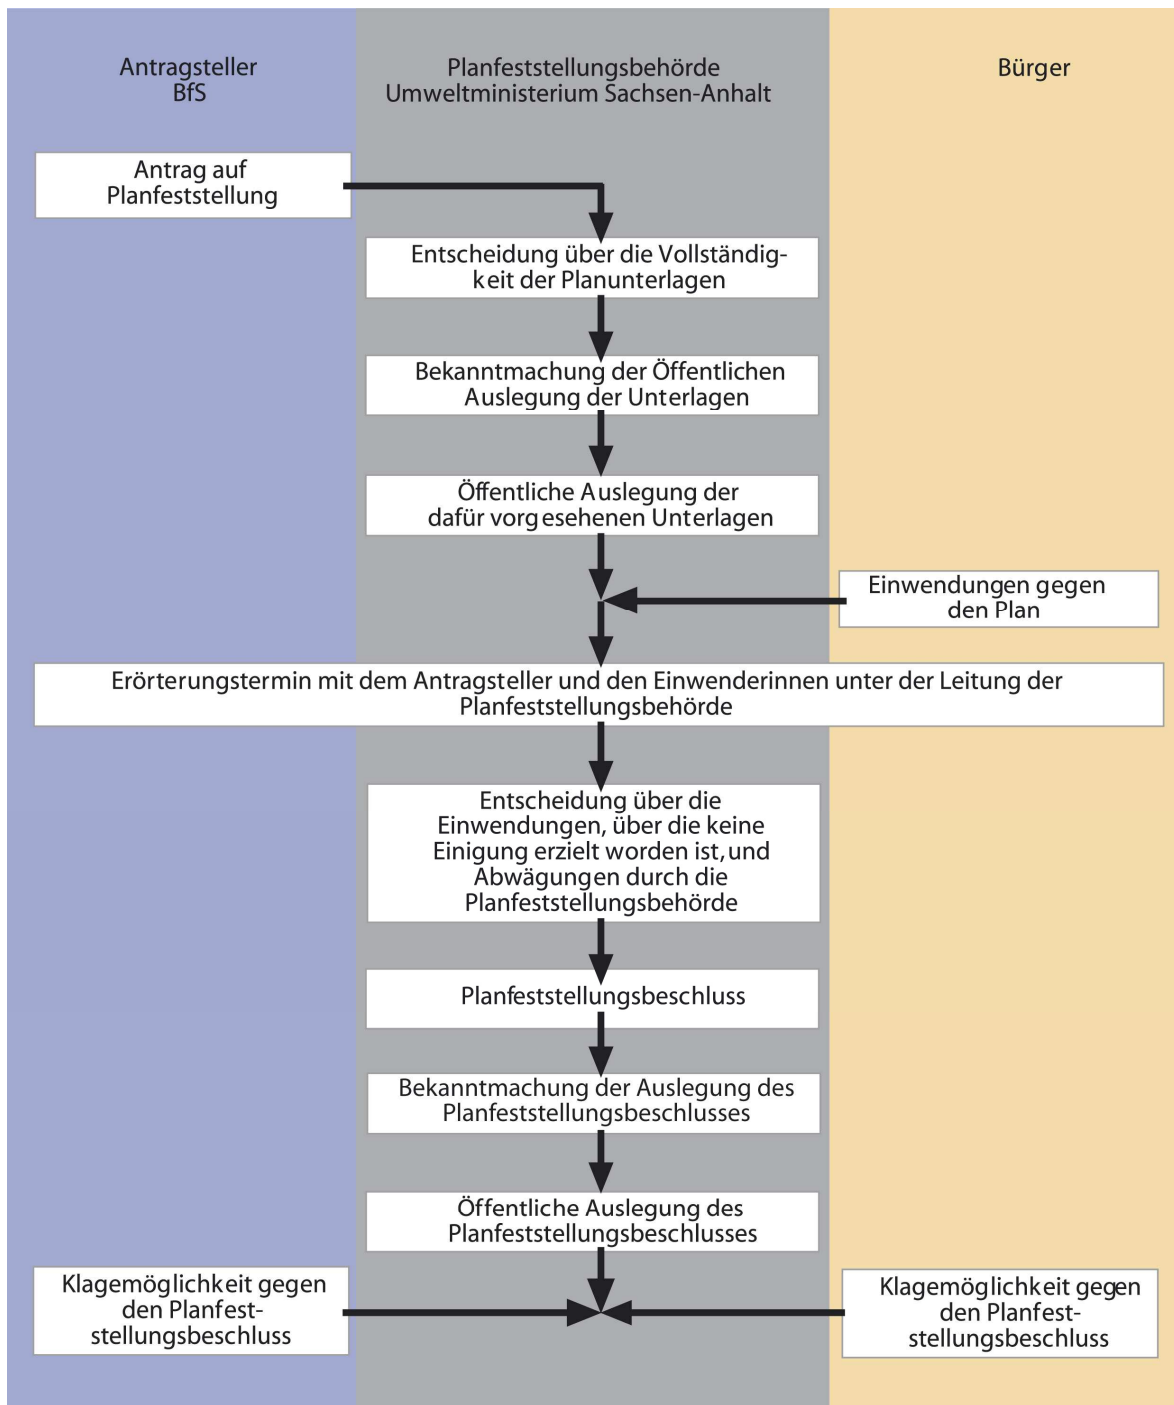 Antragsteller
BfS
Planfeststellungsbehörde
Umweltministerium Sachsen-Anhalt
Bürger
Antrag auf
Planfeststellung
Entscheidung über die Vollständig-
keit der Planunterlagen
Bekanntmachung der Öffentlichen
Auslegung der Unterlagen
Öffentliche Auslegung der
dafür vorgesehenen Unterlagen
Einwendungen gegen
den Plan
Erörterungstermin mit dem Antragsteller und den Einwenderinnen unter der Leitung der
Planfeststellungsbehörde
Entscheidung über die
Einwendungen, über die keine
Einigung erzielt worden ist, und
Abwägungen durch die
Planfeststellungsbehörde
Planfeststellungsbeschluss
Bekanntmachung der Auslegung des
Planfeststellungsbeschlusses
Öffentliche Auslegung des
Planfeststellungsbeschlusses
Klagemöglichkeit gegen
den Planfest-
stellungsbeschluss
Klagemöglichkeit gegen
den Planfest-
stellungsbeschluss